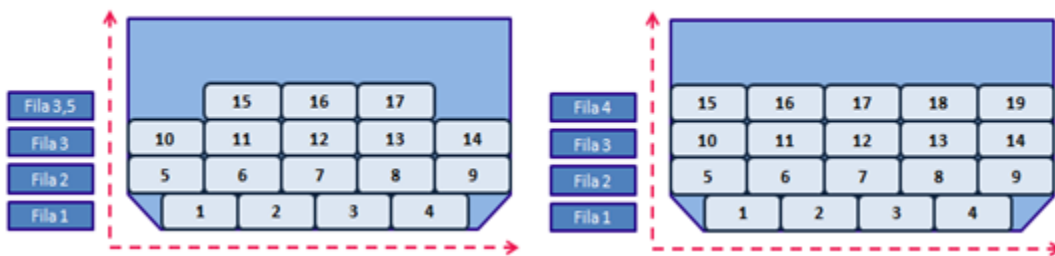 Fila 3,5 15 16 17
Fila 3 10 11 12 13 14
Fila 2 5 6 7 8 9
Fila 1 1 2 3 4
Fila 4 15 16 17 18 19
Fila 3 10 11 12 13 14
Fila 2 5 6 7 8 9
Fila 1 1 2 3 4